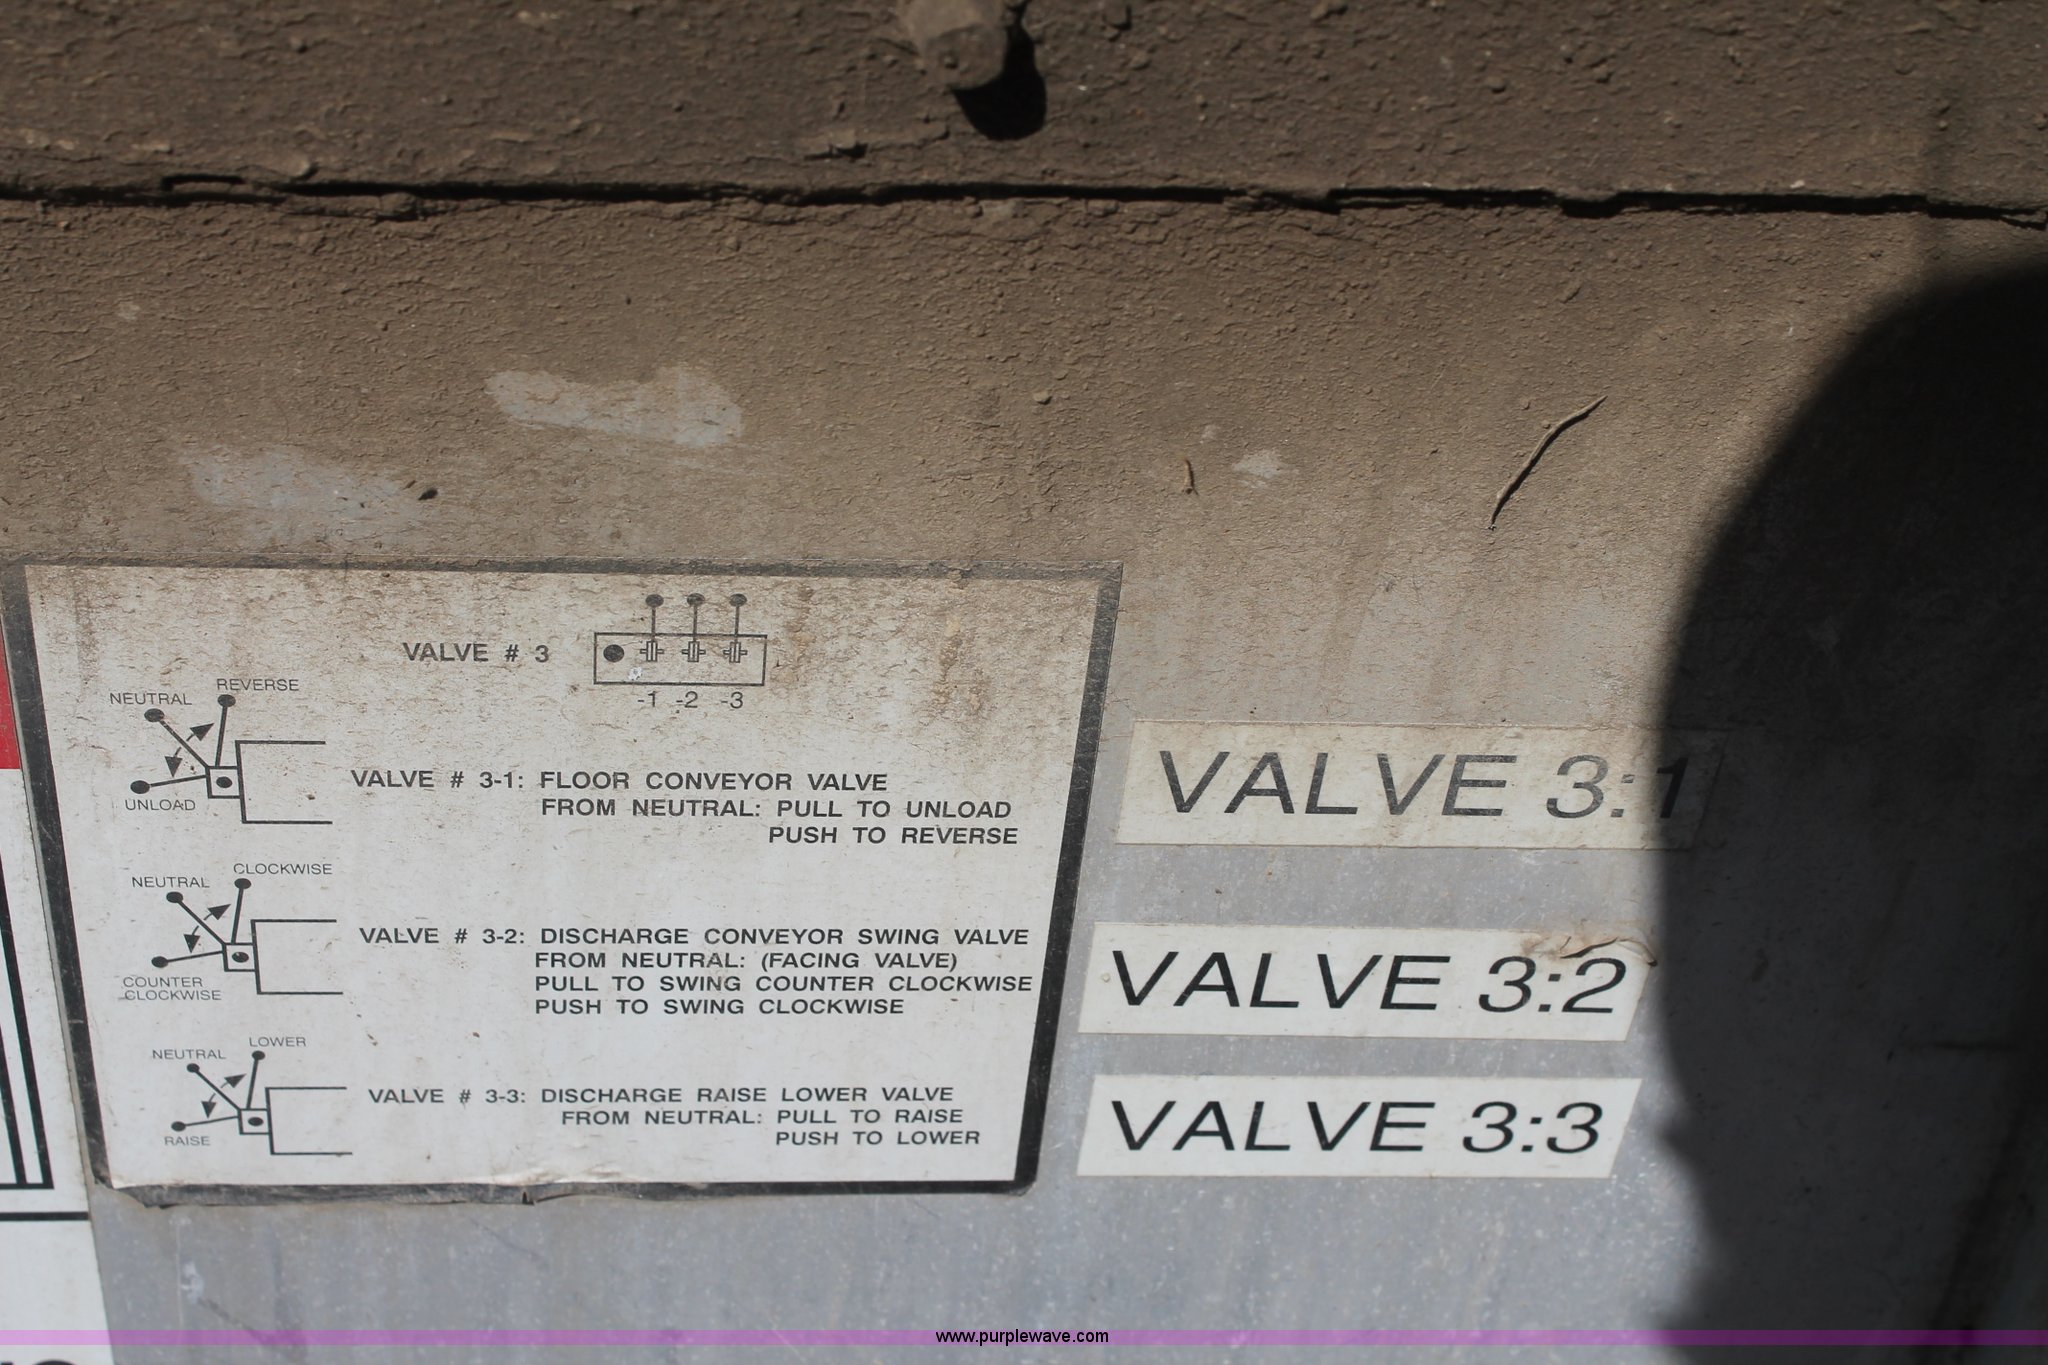 VALVE # 3
-1 -2 -3
NEUTRAL REVERSE
UNLOAD
VALVE # 3-1: FLOOR CONVEYOR VALVE
FROM NEUTRAL: PULL TO UNLOAD
PUSH TO REVERSE
NEUTRAL CLOCKWISE
COUNTER
CLOCKWISE
VALVE # 3-2: DISCHARGE CONVEYOR SWING VALVE
FROM NEUTRAL: (FACING VALVE)
PULL TO SWING COUNTER CLOCKWISE
PUSH TO SWING CLOCKWISE
NEUTRAL LOWER
RAISE
VALVE # 3-3: DISCHARGE RAISE LOWER VALVE
FROM NEUTRAL: PULL TO RAISE
PUSH TO LOWER
VALVE 3:1
VALVE 3:2
VALVE 3:3
www.purplewave.com